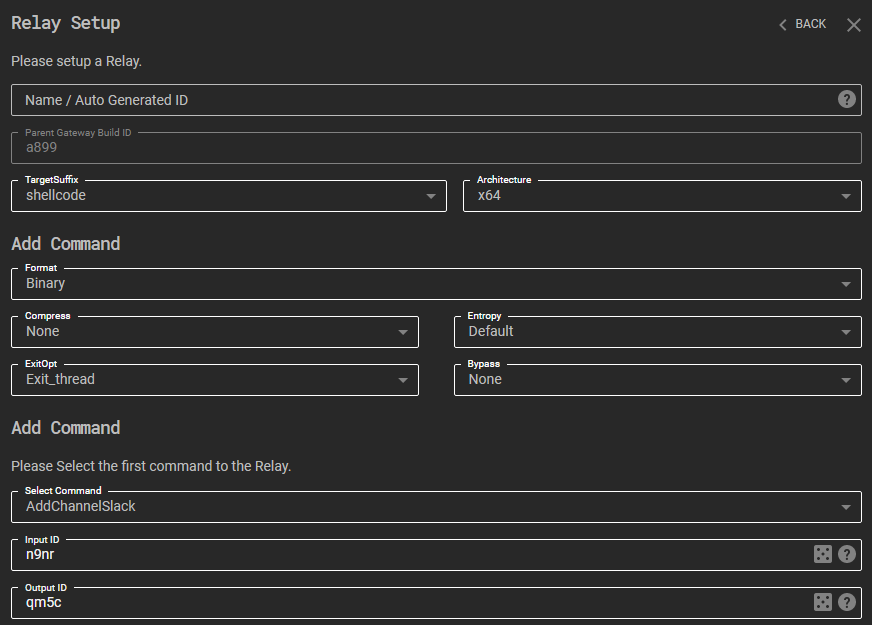 Relay Setup
BACK
Please setup a Relay.
Name / Auto Generated ID
?
Parent Gateway Build ID
a899
TargetSuffix
shellcode
Architecture
x64
Add Command
Format
Binary
Compress
None
Entropy
Default
ExitOpt
Exit_thread
Bypass
None
Add Command
Please Select the first command to the Relay.
Select Command
AddChannelSlack
Input ID
n9nr
?
Output ID
qm5c
?